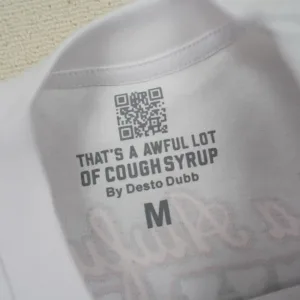 THAT'S A AWFUL LOT
OF COUGH SYRUP
By Desto Dubb
M